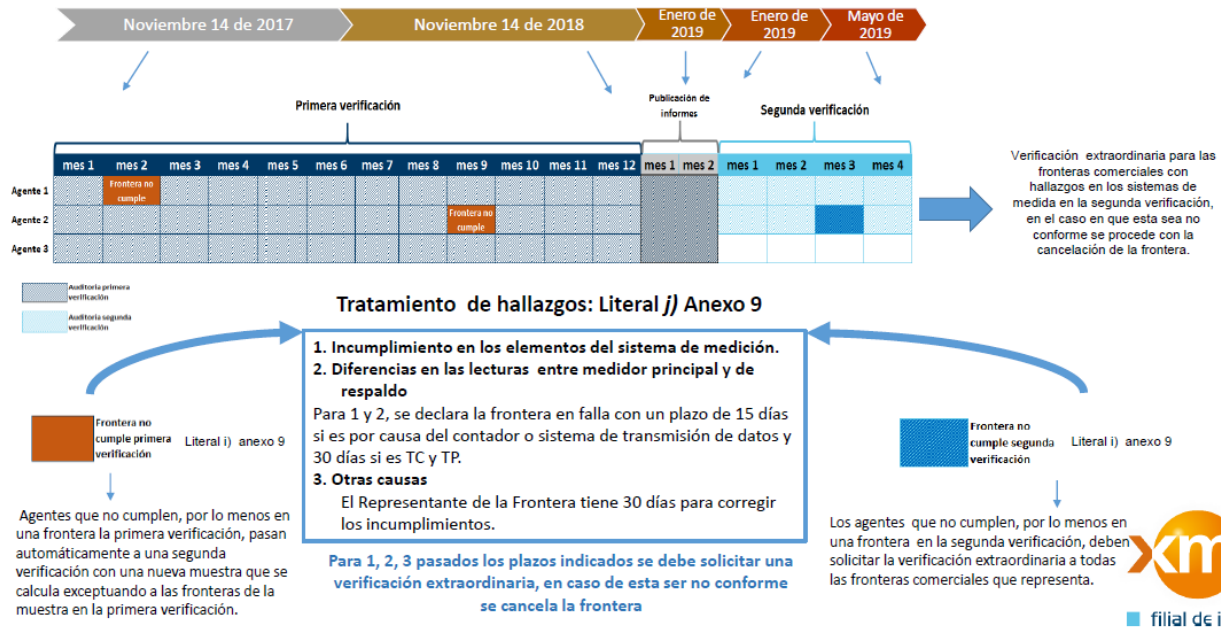 Noviembre 14 de 2017
Noviembre 14 de 2018
Enero de
2019
Enero de
2019
Mayo de
2019
Primera verificación
Publicación de
informes
Segunda verificación
mes 1 mes 2 mes 3 mes 4 mes 5 mes 6 mes 7 mes 8 mes 9 mes 10 mes 11 mes 12 mes 1 mes 2 mes 1 mes 2 mes 3 mes 4
Agente 1
Frontera no
cumple
Agente 2
Frontera no
cumple
Agente 3
Verificación extraordinaria para las
fronteras comerciales con
hallazgos en los sistemas de
medida en la segunda verificación,
en el caso en que esta sea no
conforme se procede con la
cancelación de la frontera.
Auditoria primera
verificación
Auditoria segunda
verificación
Tratamiento de hallazgos: Literal j) Anexo 9
1. Incumplimiento en los elementos del sistema de medición.
2. Diferencias en las lecturas entre medidor principal y de
respaldo
Para 1 y 2, se declara la frontera en falla con un plazo de 15 días
si es por causa del contador o sistema de transmisión de datos y
30 días si es TC y TP.
3. Otras causas
El Representante de la Frontera tiene 30 días para corregir
los incumplimientos.
Para 1, 2, 3 pasados los plazos indicados se debe solicitar una
verificación extraordinaria, en caso de esta ser no conforme
se cancela la frontera
Frontera no
cumple primera
verificación
Literal i) anexo 9
Agentes que no cumplen, por lo menos en
una frontera la primera verificación, pasan
automáticamente a una segunda
verificación con una nueva muestra que se
calcula exceptuando a las fronteras de la
muestra en la primera verificación.
Frontera no
cumple segunda
verificación
Literal i) anexo 9
Los agentes que no cumplen, por lo menos en
una frontera en la segunda verificación, deben
solicitar la verificación extraordinaria a todas
las fronteras comerciales que representa.
xm
filial de i